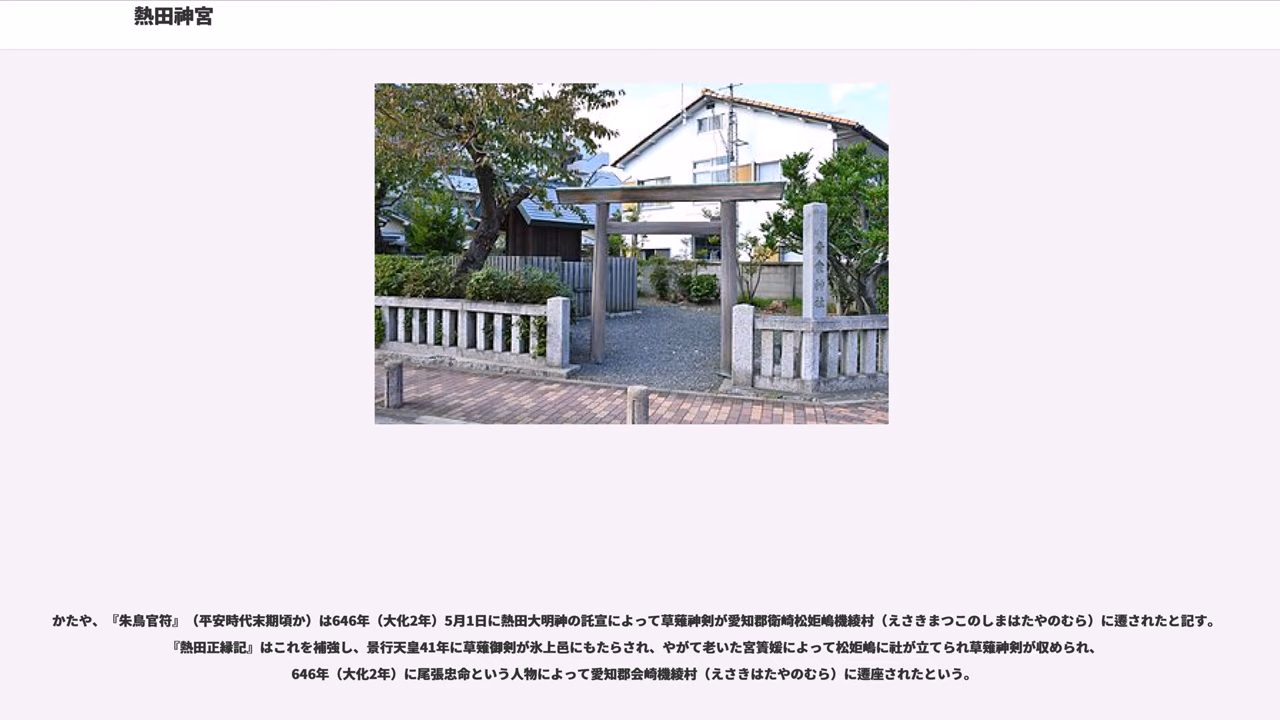 熱田神宮
神社
かたや、『朱鳥官符』（平安時代末期頃か）は646年（大化2年）5月1日に熱田大明神の託宣によって草薙神剣が愛知郡衛崎松姤嶋機綾村（えさきまつこのしまはたやのむら）に遷されたと記す。
『熱田正縁記』はこれを補強し、景行天皇41年に草薙御剣が氷上邑にもたらされ、やがて老いた宮簀媛によって松姤嶋に社が立てられ草薙神剣が収められ、
646年（大化2年）に尾張忠命という人物によって愛知郡会崎機綾村（えさきはたやのむら）に遷座されたという。